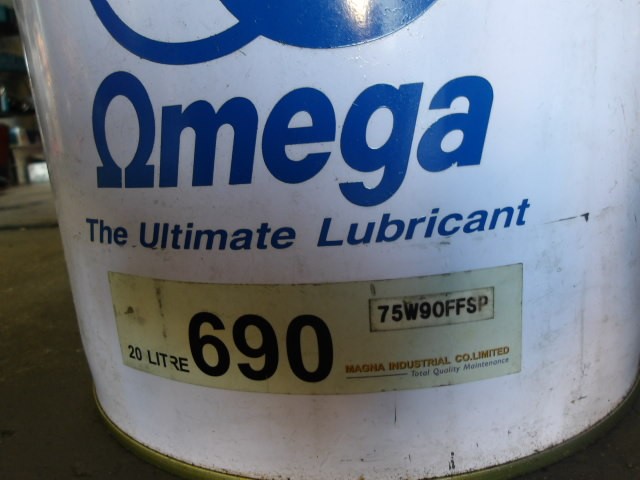 Ωmega
The Ultimate Lubricant
75W90FFSP
20 LITRE 690
MAGNA INDUSTRIAL CO.LIMITED
Total Quality Maintenance